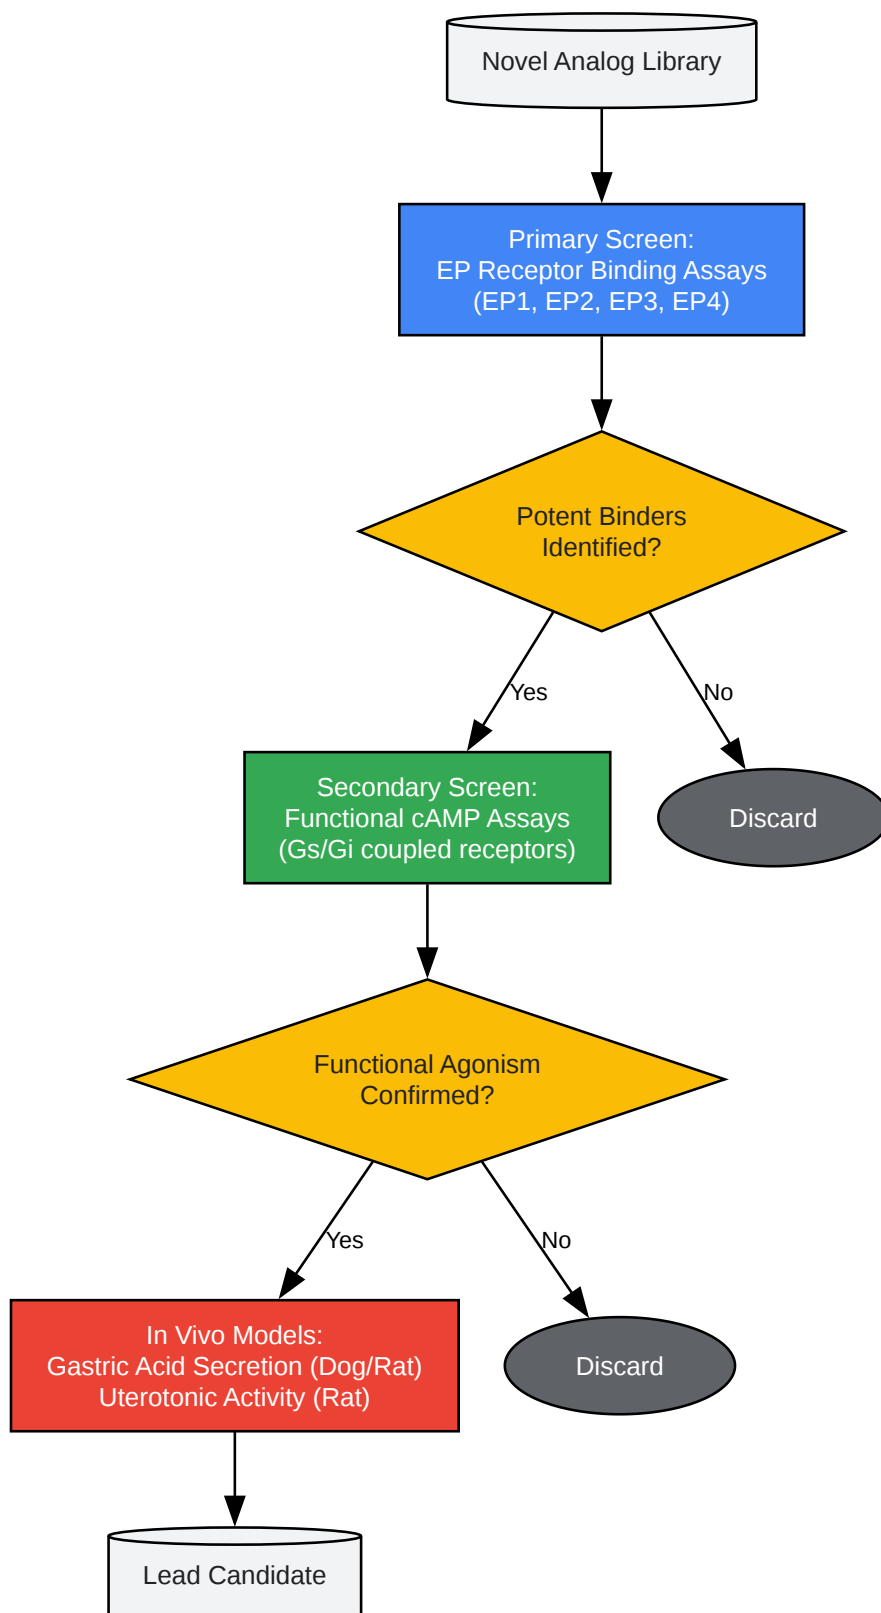 Novel Analog Library
Primary Screen:
EP Receptor Binding Assays
(EP1, EP2, EP3, EP4)
Potent Binders
Identified?
Yes
No
Secondary Screen:
Functional cAMP Assays
(Gs/Gi coupled receptors)
Discard
Functional Agonism
Confirmed?
Yes
No
In Vivo Models:
Gastric Acid Secretion (Dog/Rat)
Uterotonic Activity (Rat)
Discard
Lead Candidate